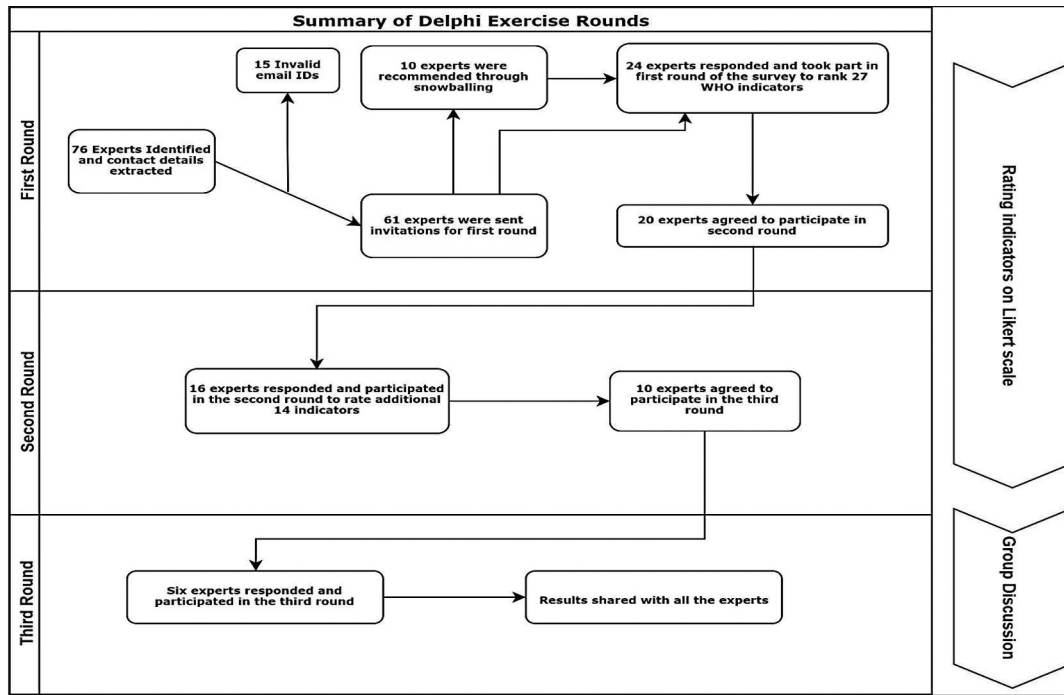 Summary of Delphi Exercise Rounds
First Round
15 Invalid
email IDs
10 experts were
recommended through
snowballing
24 experts responded and took part in
first round of the survey to rank 27
WHO indicators
76 Experts Identified
and contact details
extracted
61 experts were sent
invitations for first round
20 experts agreed to participate in
second round
Second Round
16 experts responded and participated
in the second round to rate additional
14 indicators
10 experts agreed to
participate in the third
round
Third Round
Six experts responded and
participated in the third round
Results shared with all the experts
Rating indicators on Likert scale
Group Discussion